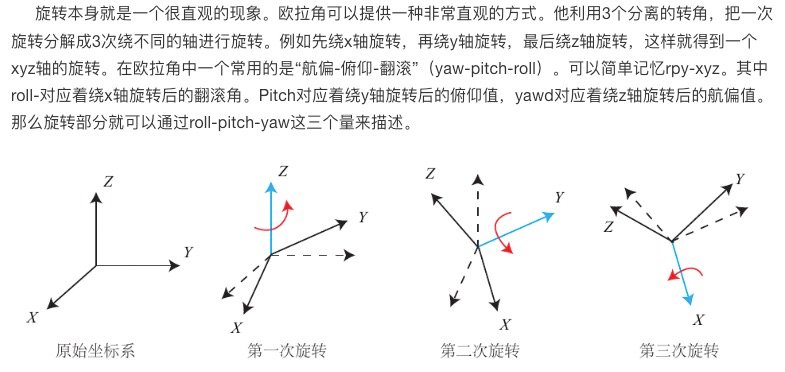 旋转本身就是一个很直观的现象。欧拉角可以提供一种非常直观的方式。他利用3个分离的转角，把一次
旋转分解成3次绕不同的轴进行旋转。例如先绕x轴旋转，再绕y轴旋转，最后绕z轴旋转，这样就得到一个
xyz轴的旋转。在欧拉角中一个常用的是“航偏-俯仰-翻滚”（yaw-pitch-roll）。可以简单记忆rpy-xyz。其中
roll-对应着绕x轴旋转后的翻滚角。Pitch对应着绕y轴旋转后的俯仰值，yawd对应着绕z轴旋转后的航偏值。
那么旋转部分就可以通过roll-pitch-yaw这三个量来描述。
Z
Y
X
原始坐标系
Z
Y
X
第一次旋转
Z
Y
X
第二次旋转
Y
Z
X
第三次旋转